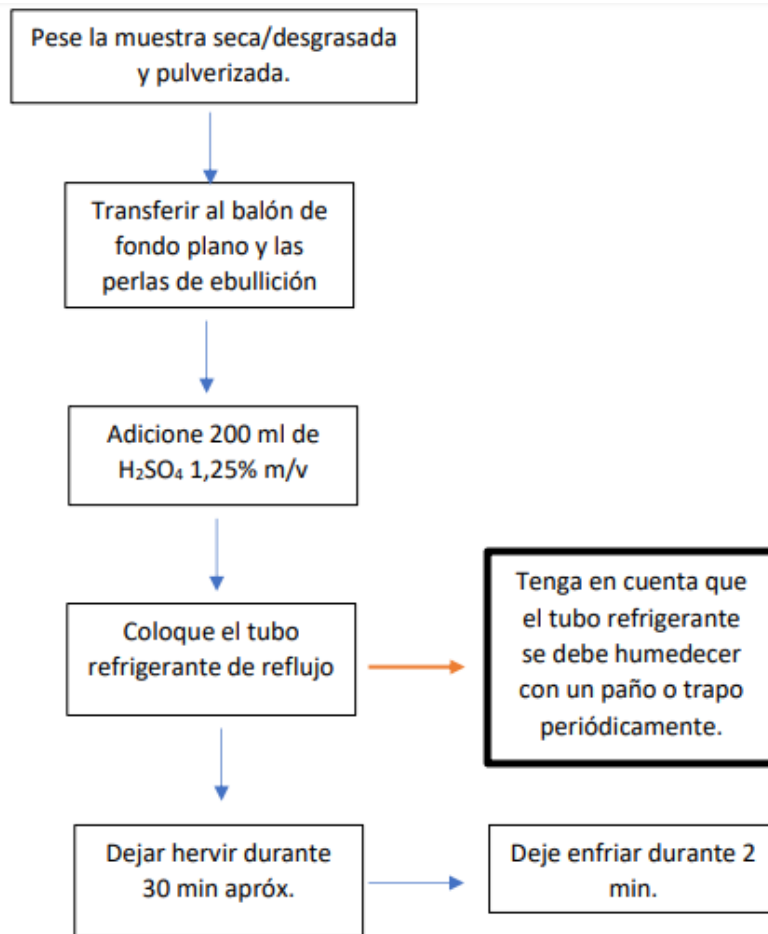 Pese la muestra seca/desgrasada
y pulverizada.
Transferir al balón de
fondo plano y las
perlas de ebullición
Adicione 200 ml de
H₂SO₄ 1,25% m/v
Coloque el tubo
refrigerante de reflujo
Tenga en cuenta que
el tubo refrigerante
se debe humedecer
con un paño o trapo
periódicamente.
Dejar hervir durante
30 min apróx.
Deje enfriar durante 2
min.